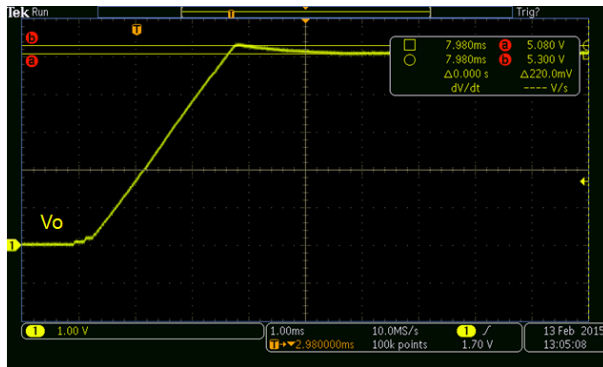 Tek Run Trig?
T
T
b
a
7.980ms a 5.080 V
7.980ms b 5.300 V
Δ0.000 s Δ220.0mV
dV/dt ---- V/s
Vo
1
1 1.00 V
1.00ms 10.0MS/s 1
T→▼2.980000ms 100k points 1.70 V
13 Feb 2015
13:05:08